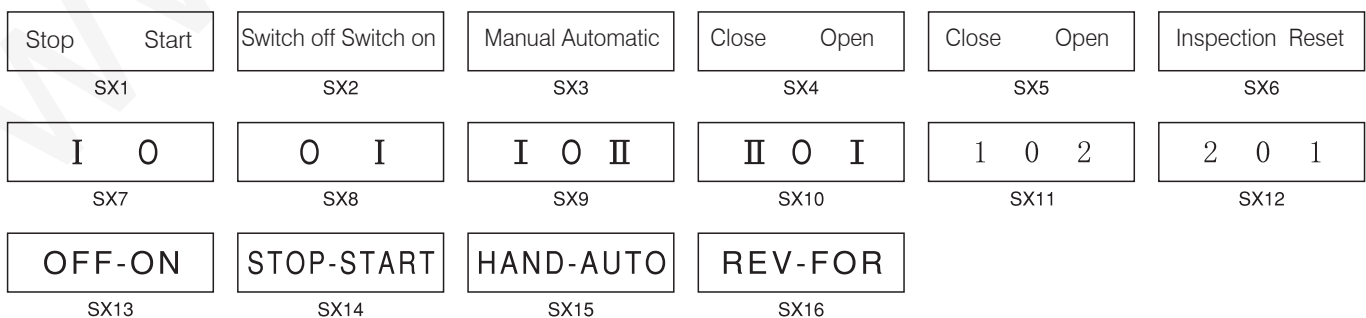 Stop Start Switch off Switch on Manual Automatic Close Open Close Open Inspection Reset
SX1 SX2 SX3 SX4 SX5 SX6
I O O I I O II II O I 1 0 2 2 0 1
SX7 SX8 SX9 SX10 SX11 SX12
OFF-ON STOP-START HAND-AUTO REV-FOR
SX13 SX14 SX15 SX16